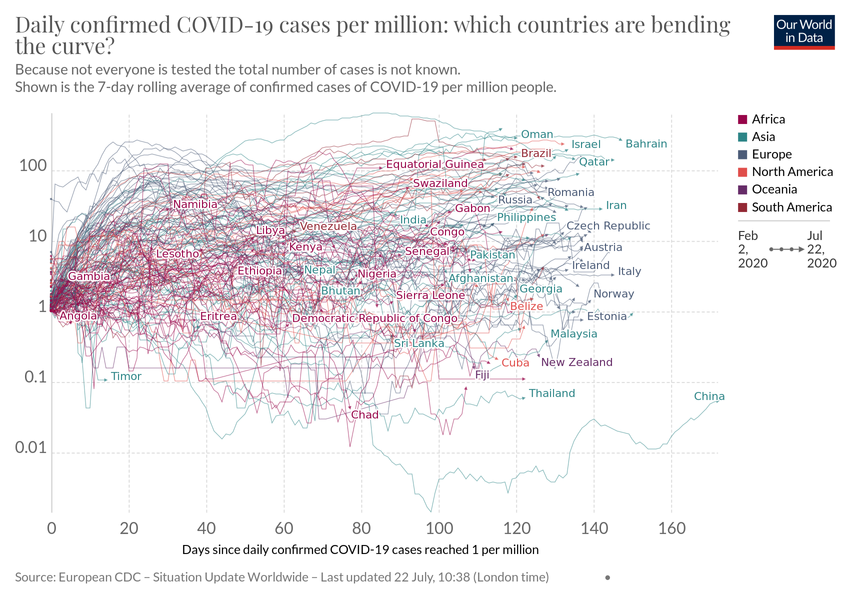 Daily confirmed COVID-19 cases per million: which countries are bending
the curve?
Our World
in Data
Because not everyone is tested the total number of cases is not known.
Shown is the 7-day rolling average of confirmed cases of COVID-19 per million people.
Africa
Asia
Europe
North America
Oceania
South America
Feb
2,
2020
Jul
22,
2020
100
10
1
0.1
0.01
Oman
Israel
Bahrain
Brazil
Qatar
Equatorial Guinea
Swaziland
Romania
Russia
Namibia
Gabon
Iran
India
Philippines
Venezuela
Libya
Congo
Czech Republic
Kenya
Austria
Lesotho
Senegal
Pakistan
Ireland
Ethiopia
Nepal
Nigeria
Italy
Gambia
Afghanistan
Bhutan
Georgia
Sierra Leone
Norway
Belize
Angola
Eritrea
Democratic Republic of Congo
Estonia
Malaysia
Sri Lanka
Cuba
New Zealand
Timor
Fiji
Thailand
China
Chad
0
20
40
60
80
100
120
140
160
Days since daily confirmed COVID-19 cases reached 1 per million
Source: European CDC – Situation Update Worldwide – Last updated 22 July, 10:38 (London time)